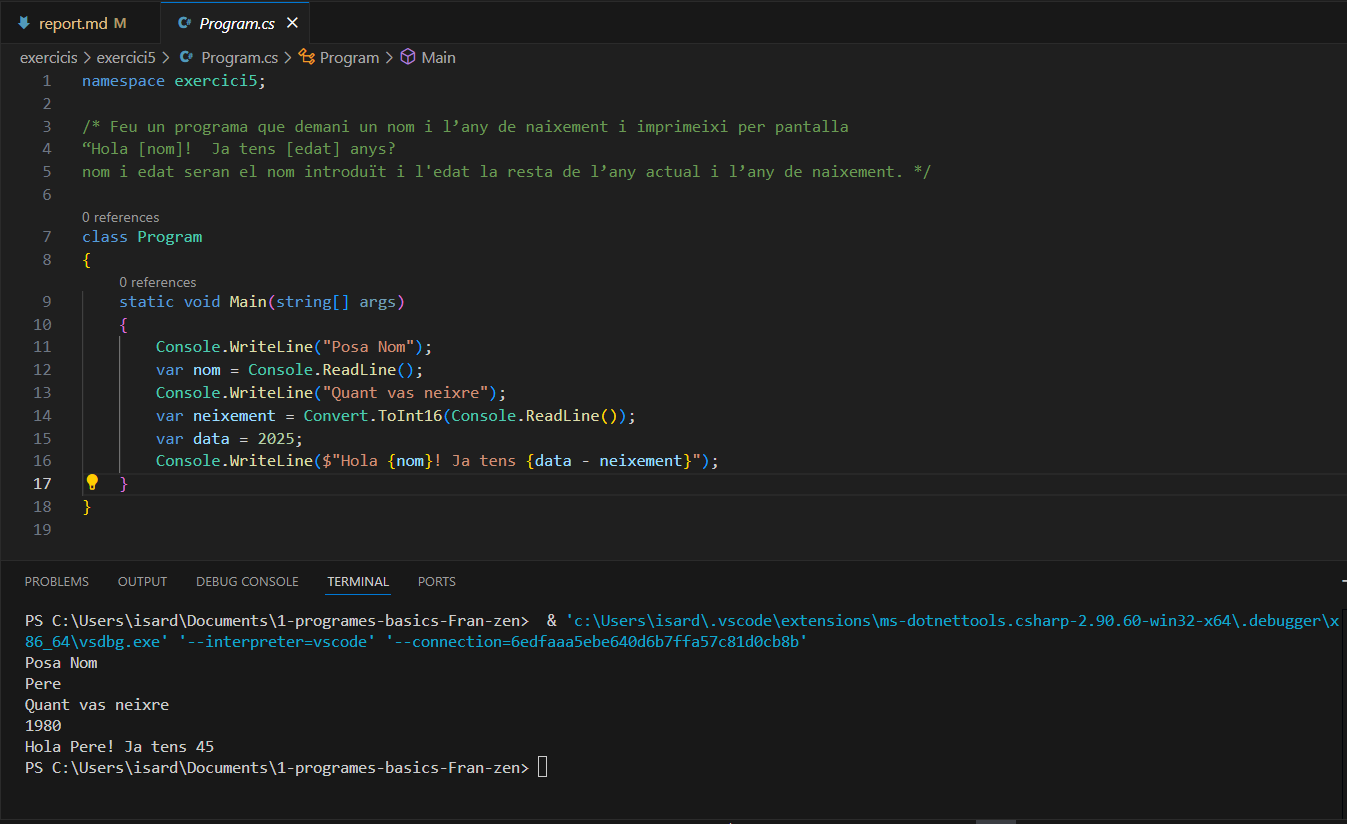 report.md M
Program.cs
exercicis > exercici5 > Program.cs > Program > Main
1 namespace exercici5;
2
3 /* Feu un programa que demani un nom i l’any de naixement i imprimeixi per pantalla
4 “Hola [nom]!  Ja tens [edat] anys?
5 nom i edat seran el nom introduït i l'edat la resta de l’any actual i l’any de naixement. */
6
0 references
7 class Program
8 {
0 references
9 static void Main(string[] args)
10 {
11 Console.WriteLine("Posa Nom");
12 var nom = Console.ReadLine();
13 Console.WriteLine("Quant vas neixre");
14 var neixement = Convert.ToInt16(Console.ReadLine());
15 var data = 2025;
16 Console.WriteLine($"Hola {nom}! Ja tens {data - neixement}");
17 }
18 }
19
PROBLEMS OUTPUT DEBUG CONSOLE TERMINAL PORTS
PS C:\Users\isard\Documents\1-programes-basics-Fran-zen>  & 'c:\Users\isard\.vscode\extensions\ms-dotnettools.csharp-2.90.60-win32-x64\.debugger\x
86_64\vsdbg.exe' '--interpreter=vscode' '--connection=6edfaaa5ebe640d6b7ffa57c81d0cb8b'
Posa Nom
Pere
Quant vas neixre
1980
Hola Pere! Ja tens 45
PS C:\Users\isard\Documents\1-programes-basics-Fran-zen>